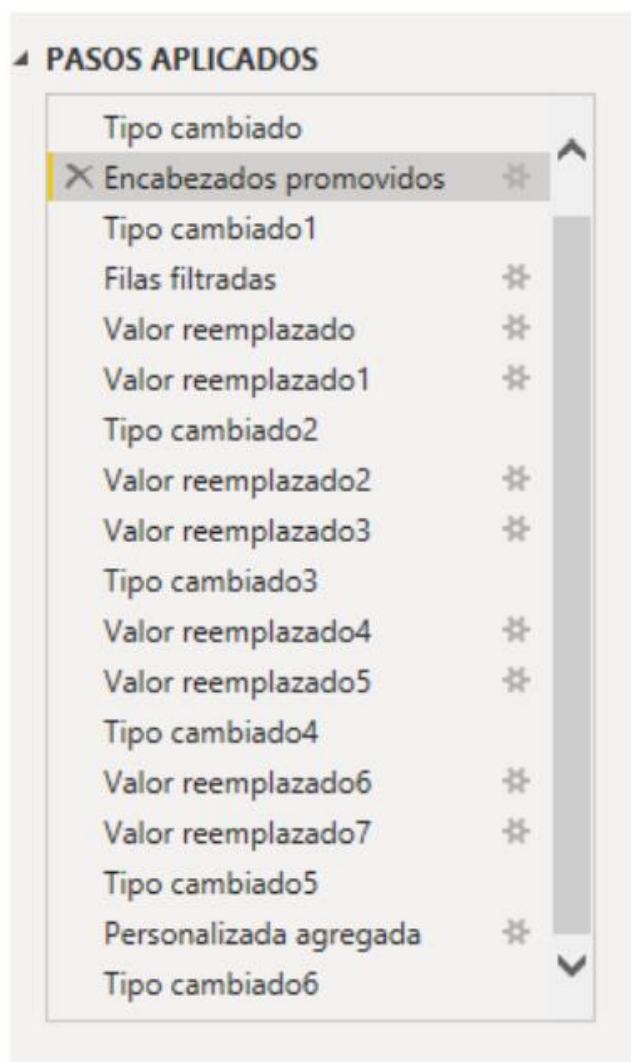 PASOS APLICADOS
Tipo cambiado
Encabezados promovidos
Tipo cambiado1
Filas filtradas
Valor reemplazado
Valor reemplazado1
Tipo cambiado2
Valor reemplazado2
Valor reemplazado3
Tipo cambiado3
Valor reemplazado4
Valor reemplazado5
Tipo cambiado4
Valor reemplazado6
Valor reemplazado7
Tipo cambiado5
Personalizada agregada
Tipo cambiado6